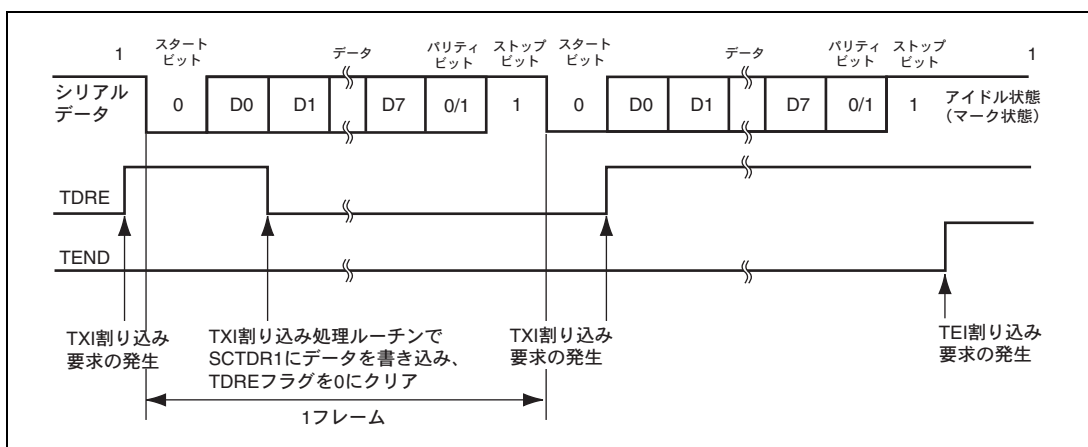 1
スタート
ビット
データ
パリティ
ビット
ストップ
ビット
スタート
ビット
データ
パリティ
ビット
ストップ
ビット
1
シリアル
データ
0
D0
D1
D7
0/1
1
0
D0
D1
D7
0/1
1
アイドル状態
(マーク状態)
TDRE
TEND
TXI割り込み
要求の発生
TXI割り込み処理ルーチンで
SCTDR1にデータを書き込み、
TDREフラグを0にクリア
TXI割り込み
要求の発生
TEI割り込み
要求の発生
1フレーム